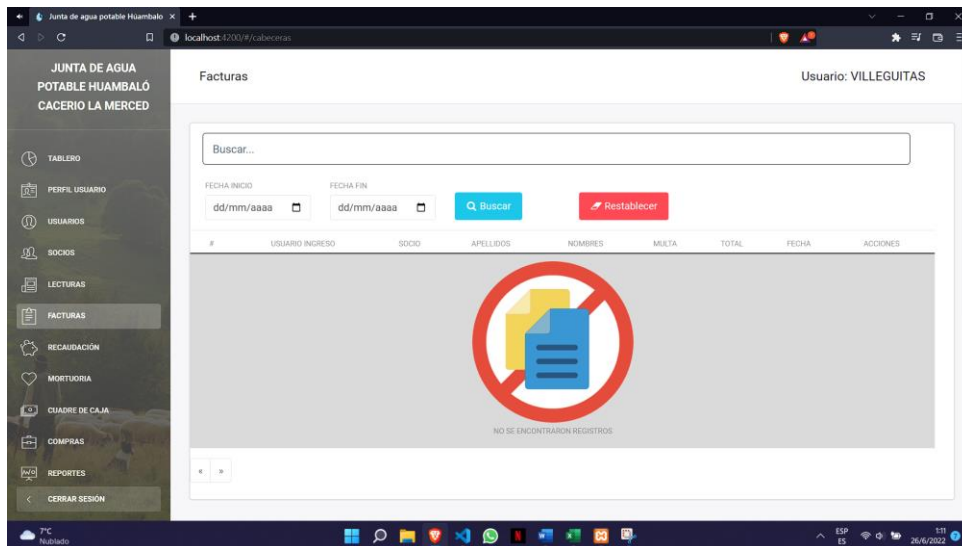 Junta de agua potable Huambalo
localhost:4200/#/cabeceras
JUNTA DE AGUA
POTABLE HUAMBALÓ
CACERIO LA MERCED
Facturas
Usuario: VILLEGUITAS
TABLERO
PERFIL USUARIO
USUARIOS
SOCIOS
LECTURAS
FACTURAS
RECAUDACIÓN
MORTUORIA
CUADRE DE CAJA
COMPRAS
REPORTES
CERRAR SESIÓN
Buscar...
FECHA INICIO
FECHA FIN
dd/mm/aaaa
dd/mm/aaaa
Buscar
Restablecer
# USUARIO INGRESO SOCIO APELLIDOS NOMBRES MULTA TOTAL FECHA ACCIONES
NO SE ENCONTRARON REGISTROS
« »
7°C
Nublado
ESP
ES
1:11
26/6/2022